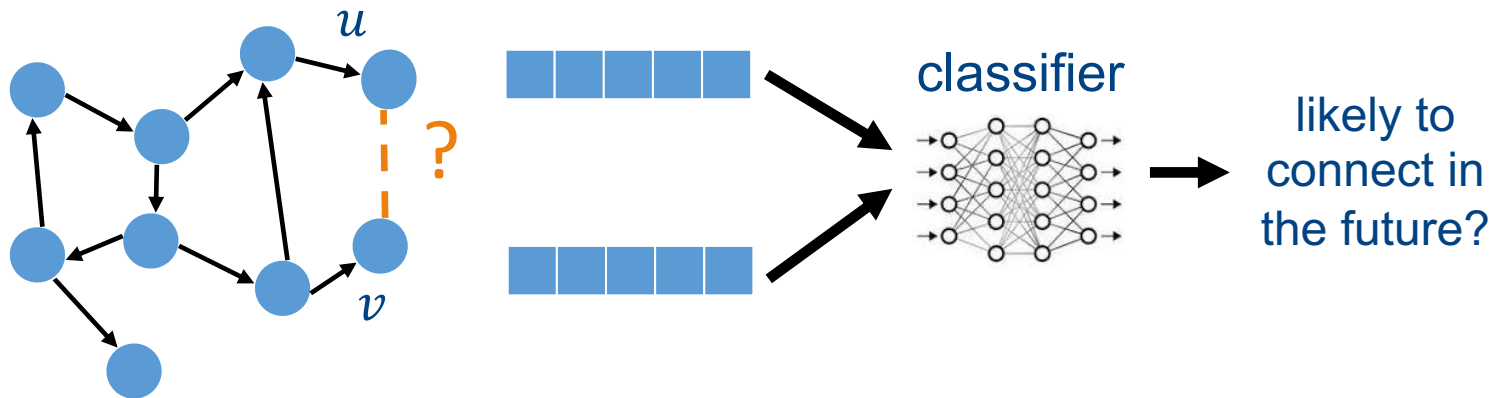 u
?
v
classifier
likely to
connect in
the future?